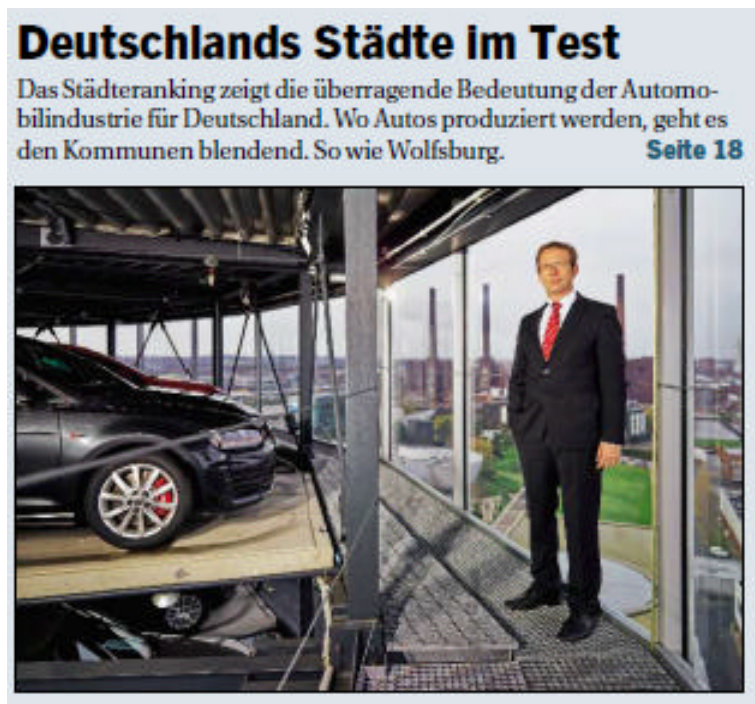 Deutschlands Städte im Test
Das Städteranking zeigt die überragende Bedeutung der Automo-
bilindustrie für Deutschland. Wo Autos produziert werden, geht es
den Kommunen blendend. So wie Wolfsburg. Seite 18